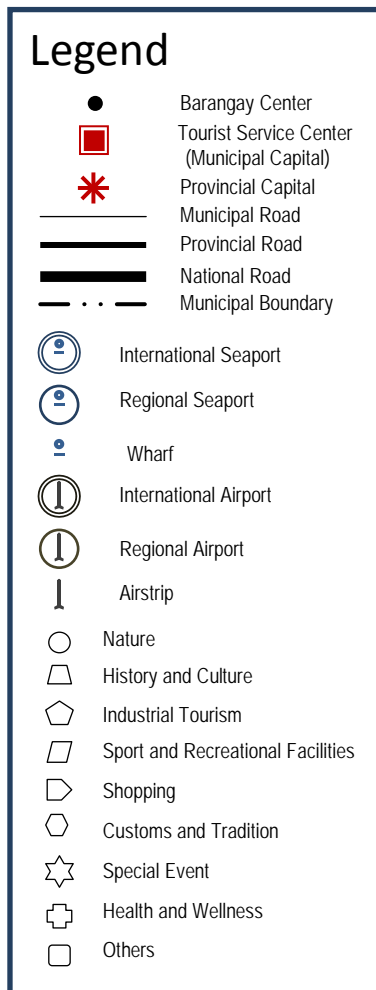 Legend
Barangay Center
Tourist Service Center
(Municipal Capital)
Provincial Capital
Municipal Road
Provincial Road
National Road
Municipal Boundary
International Seaport
Regional Seaport
Wharf
International Airport
Regional Airport
Airstrip
Nature
History and Culture
Industrial Tourism
Sport and Recreational Facilities
Shopping
Customs and Tradition
Special Event
Health and Wellness
Others